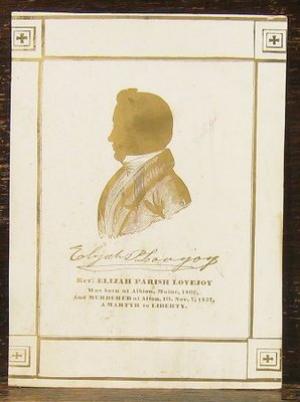 Elijah P. Lovejoy
Rev: ELIJAH PARISH LOVEJOY
Was born at Albion, Maine, 1802,
And MURDERED at Alton, Ill. Nov. 7, 1837,
A MARTYR to LIBERTY.